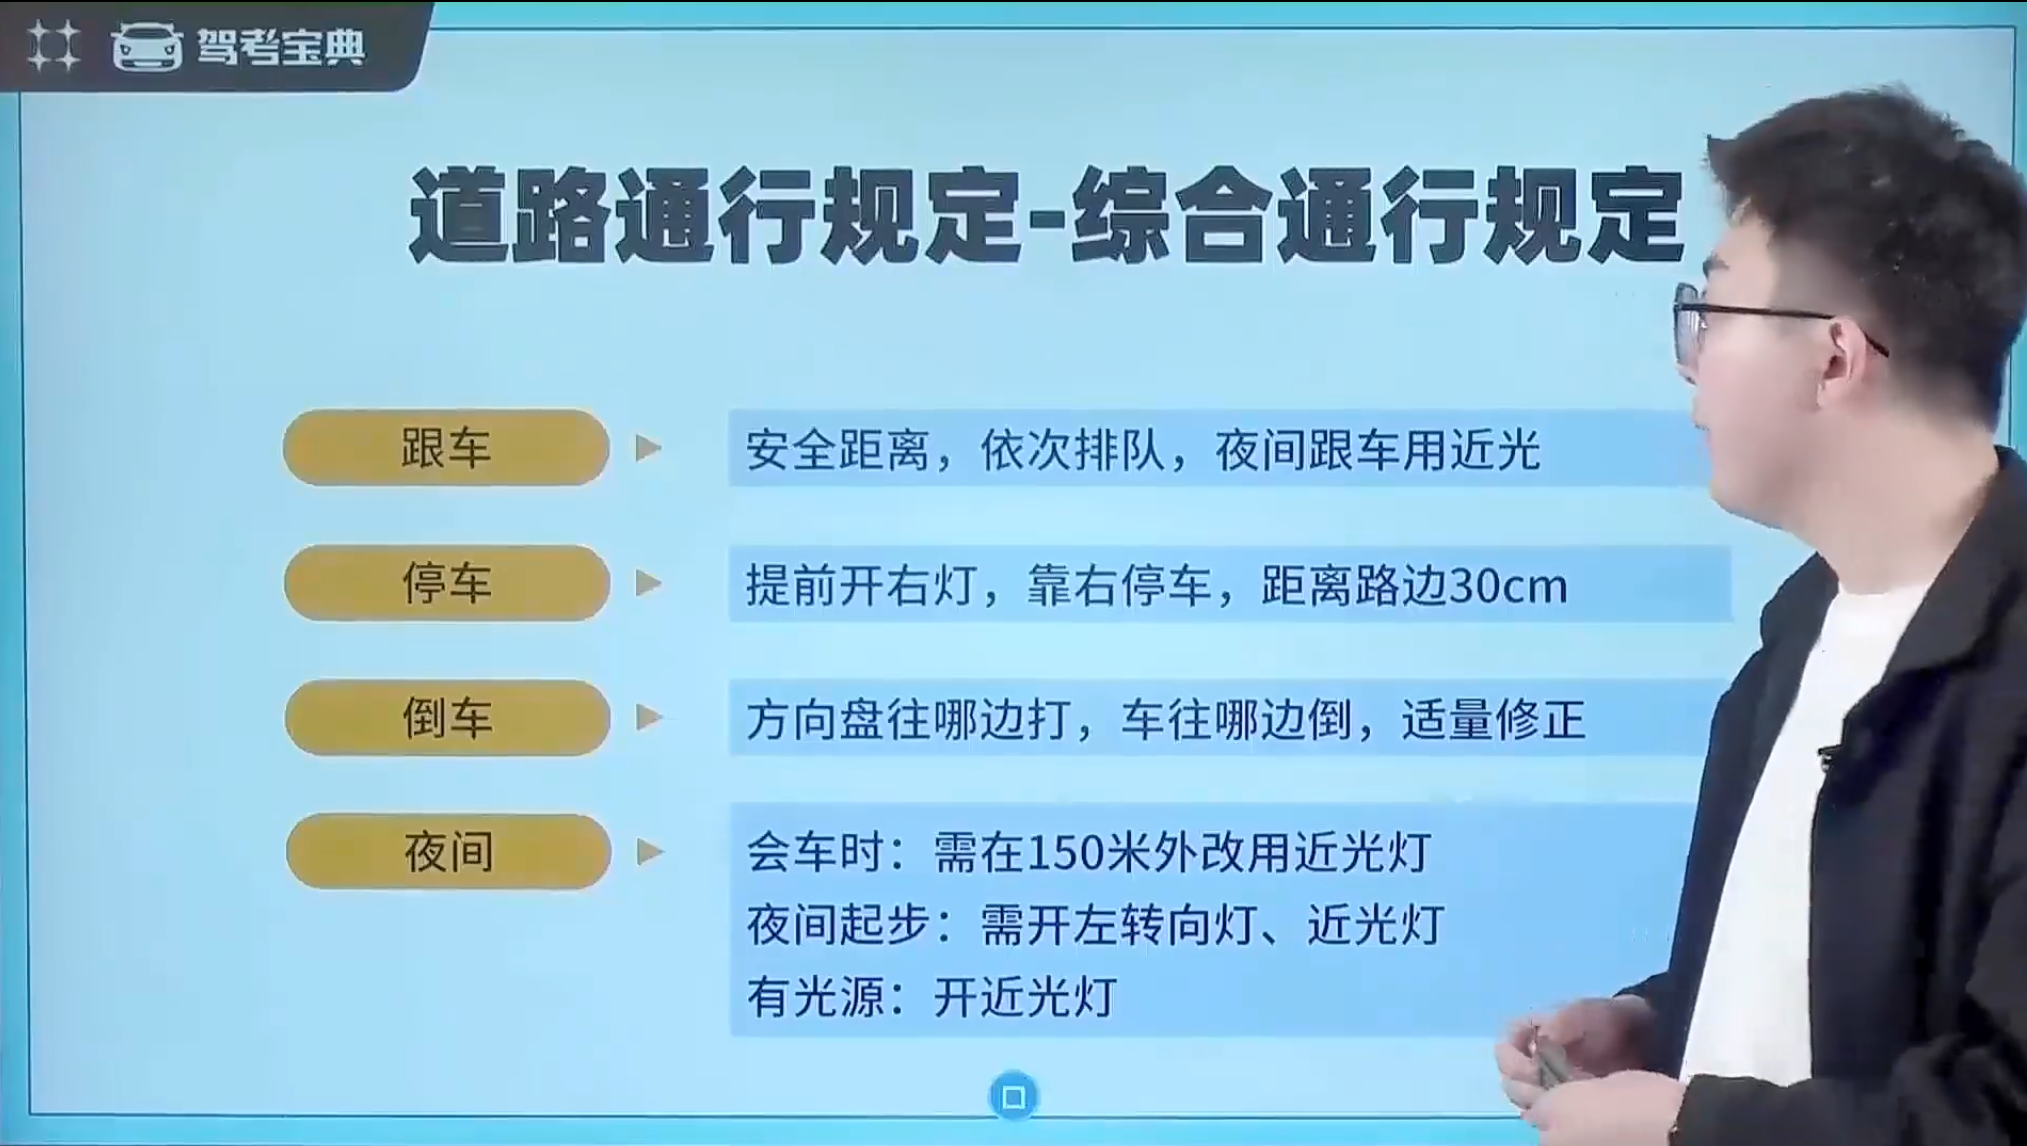 驾考宝典
道路通行规定-综合通行规定
跟车
安全距离，依次排队，夜间跟车用近光
停车
提前开右灯，靠右停车，距离路边30cm
倒车
方向盘往哪边打，车往哪边倒，适量修正
夜间
会车时：需在150米外改用近光灯
夜间起步：需开左转向灯、近光灯
有光源：开近光灯